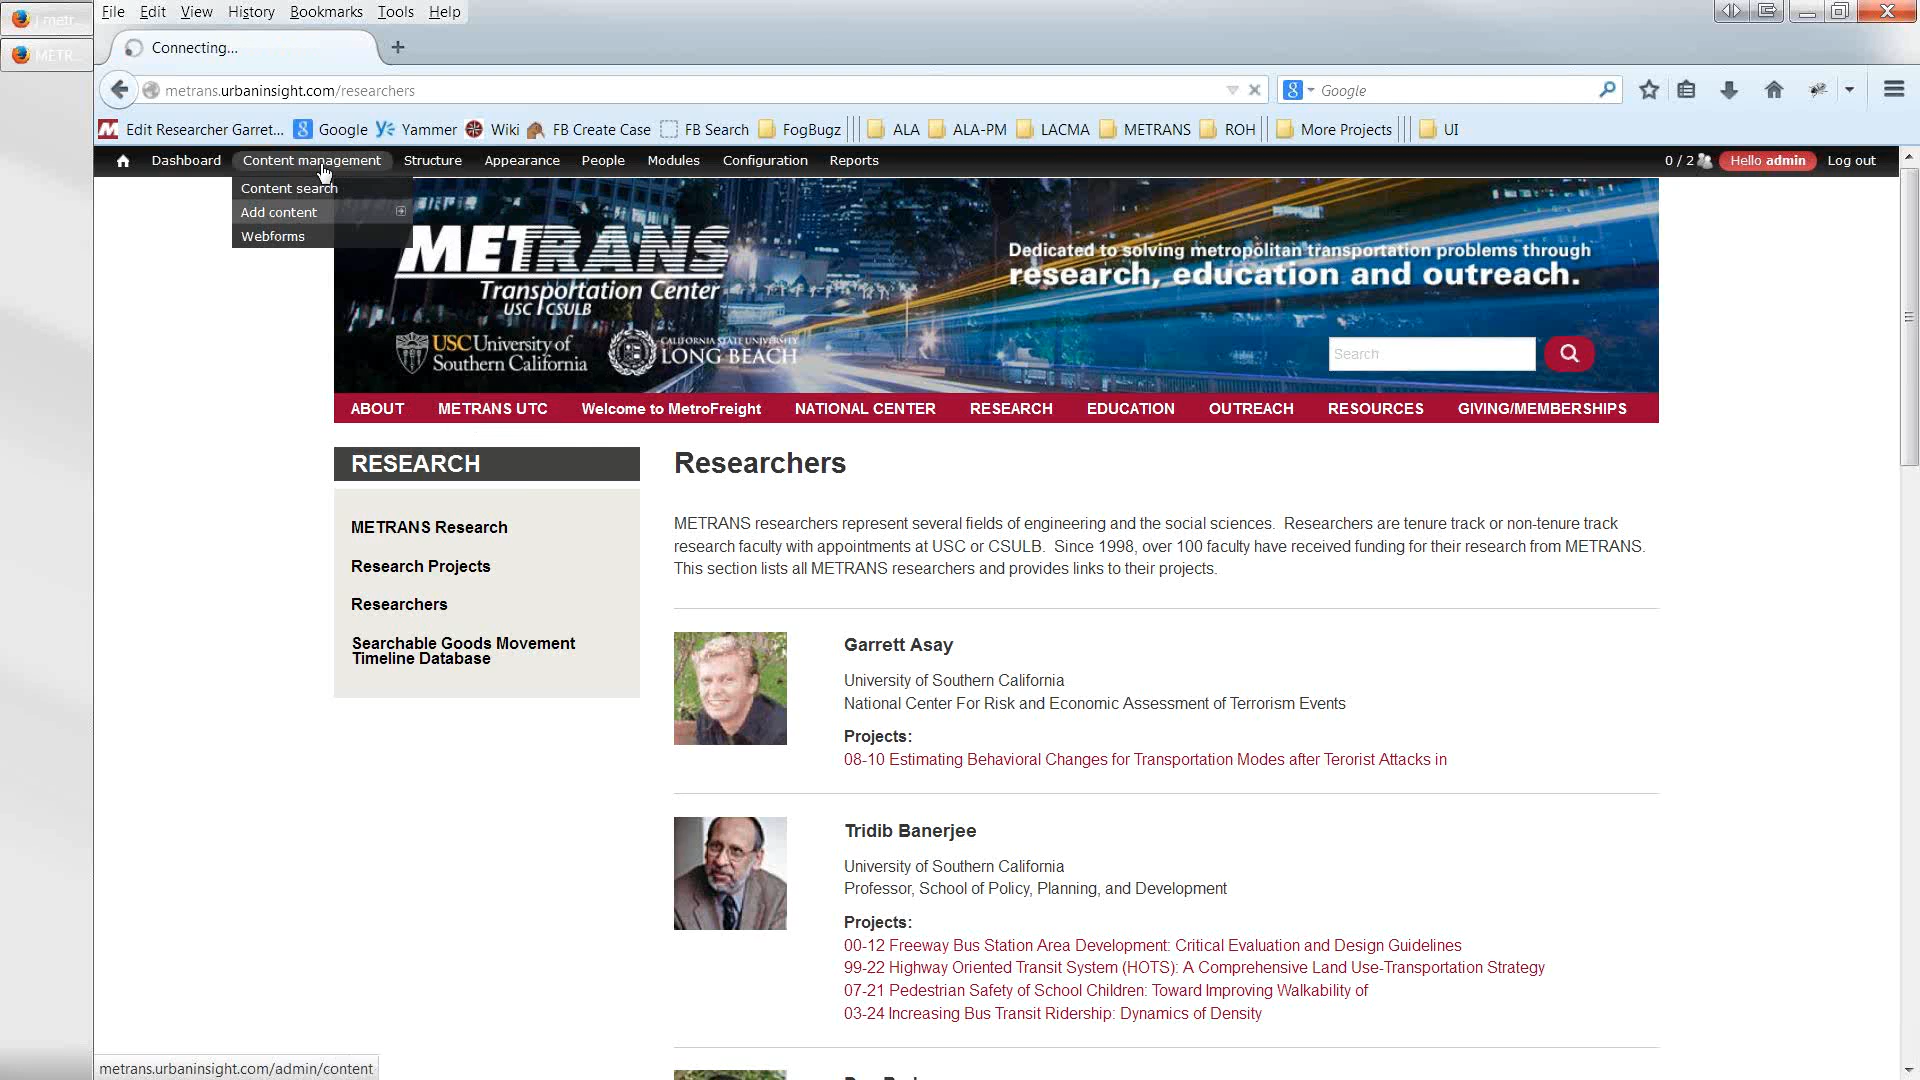 metr
METR
File Edit View History Bookmarks Tools Help
Connecting...
metrans.urbaninsight.com/researchers
Google
Edit Researcher Garret... Google Yammer Wiki FB Create Case FB Search FogBugz ALA ALA-PM LACMA METRANS ROH More Projects UI
Dashboard Content management Structure Appearance People Modules Configuration Reports 0 / 2 Hello admin Log out
Content search
Add content
Webforms
METRANS
Transportation Center
USC | CSULB
USC University of
Southern California
CALIFORNIA STATE UNIVERSITY
LONG BEACH
Dedicated to solving metropolitan transportation problems through
research, education and outreach.
Search
ABOUT METRANS UTC Welcome to MetroFreight NATIONAL CENTER RESEARCH EDUCATION OUTREACH RESOURCES GIVING/MEMBERSHIPS
RESEARCH
METRANS Research
Research Projects
Researchers
Searchable Goods Movement
Timeline Database
Researchers
METRANS researchers represent several fields of engineering and the social sciences. Researchers are tenure track or non-tenure track
research faculty with appointments at USC or CSULB. Since 1998, over 100 faculty have received funding for their research from METRANS.
This section lists all METRANS researchers and provides links to their projects.
Garrett Asay
University of Southern California
National Center For Risk and Economic Assessment of Terrorism Events
Projects:
08-10 Estimating Behavioral Changes for Transportation Modes after Terorist Attacks in
Tridib Banerjee
University of Southern California
Professor, School of Policy, Planning, and Development
Projects:
00-12 Freeway Bus Station Area Development: Critical Evaluation and Design Guidelines
99-22 Highway Oriented Transit System (HOTS): A Comprehensive Land Use-Transportation Strategy
07-21 Pedestrian Safety of School Children: Toward Improving Walkability of
03-24 Increasing Bus Transit Ridership: Dynamics of Density
metrans.urbaninsight.com/admin/content